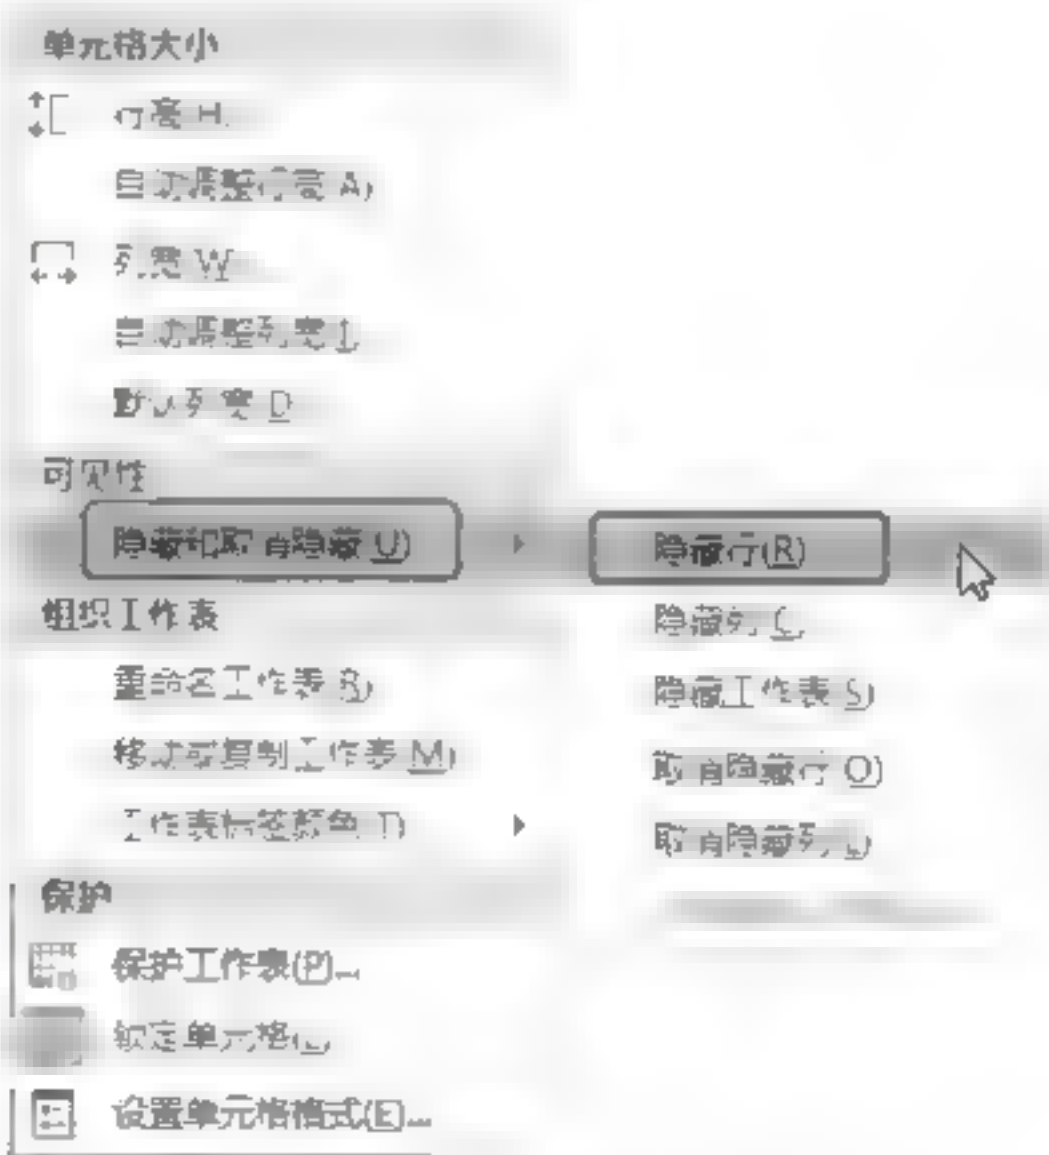 单元格大小
行高(H)
自动调整行高(A)
列宽(W)
自动调整列宽(I)
默认列宽(D)
可见性
隐藏和取消隐藏(U)
隐藏行(R)
隐藏列(C)
隐藏工作表(S)
取消隐藏行(O)
取消隐藏列(L)
组织工作表
重命名工作表(R)
移动或复制工作表(M)
工作表标签颜色(T)
保护
保护工作表(P)...
锁定单元格(L)
设置单元格格式(E)...